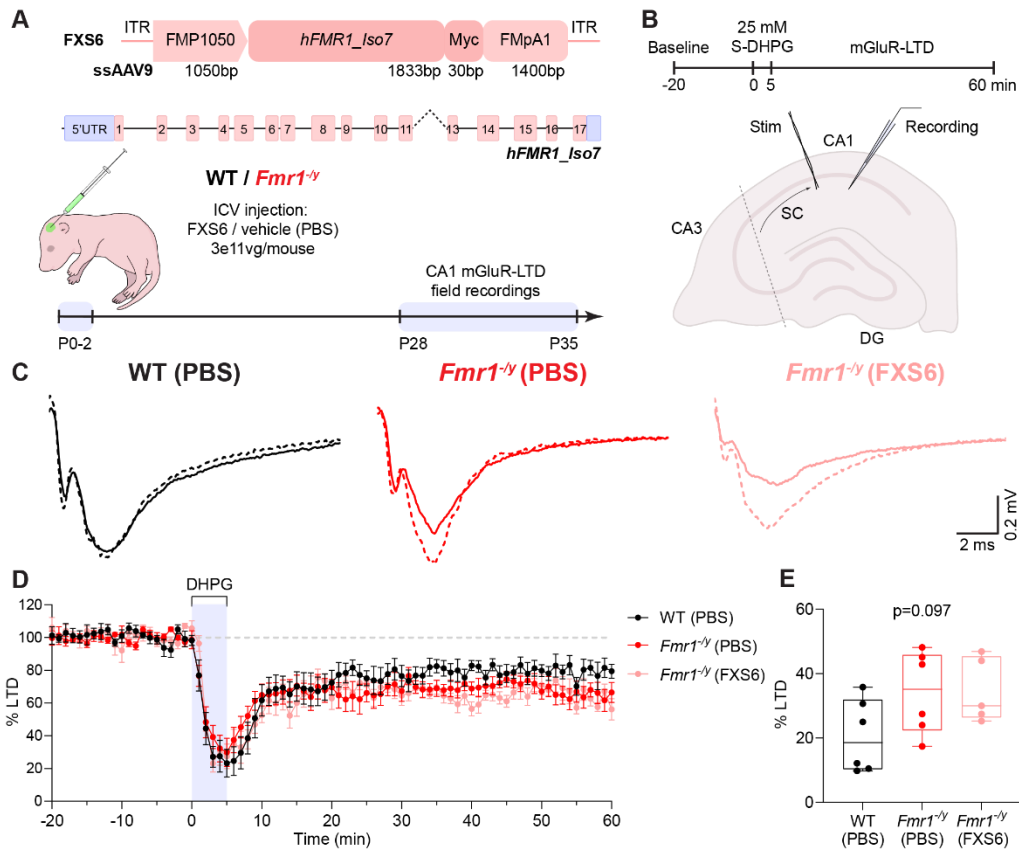 A
ITR
FMP1050
hFMR1_Iso7
Myc
FMpA1
ITR
FXS6
ssAAV9
1050bp
1833bp
30bp
1400bp
5'UTR
1
2
3
4
5
6
7
8
9
10
11
13
14
15
16
17
hFMR1_Iso7
WT / Fmr1-/y
ICV injection:
FXS6 / vehicle (PBS)
3e11vg/mouse
CA1 mGluR-LTD
field recordings
P0-2
P28
P35
B
25 mM
S-DHPG
Baseline
mGluR-LTD
-20
0
5
60 min
Stim
CA1
Recording
CA3
SC
DG
C
WT (PBS)
Fmr1-/y (PBS)
Fmr1-/y (FXS6)
0.2 mV
2 ms
D
DHPG
% LTD
120
100
80
60
40
20
0
-20
-10
0
10
20
30
40
50
60
Time (min)
WT (PBS)
Fmr1-/y (PBS)
Fmr1-/y (FXS6)
E
p=0.097
% LTD
60
40
20
0
WT
(PBS)
Fmr1-/y
(PBS)
Fmr1-/y
(FXS6)